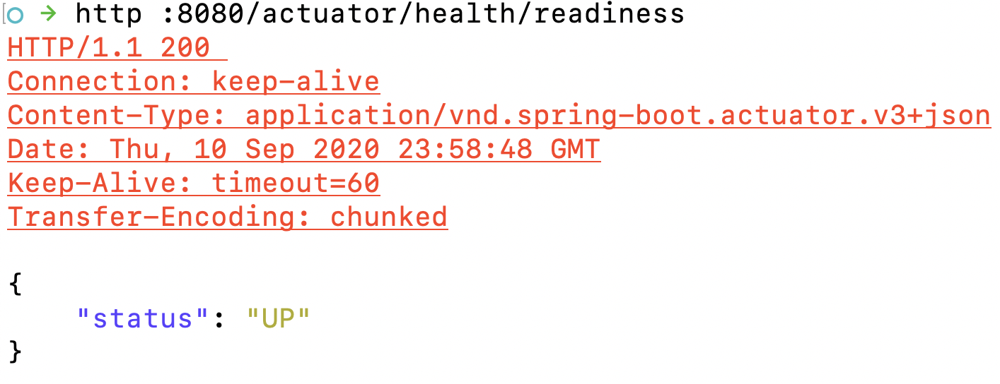 ➜ http :8080/actuator/health/readiness
HTTP/1.1 200
Connection: keep-alive
Content-Type: application/vnd.spring-boot.actuator.v3+json
Date: Thu, 10 Sep 2020 23:58:48 GMT
Keep-Alive: timeout=60
Transfer-Encoding: chunked
{
"status": "UP"
}